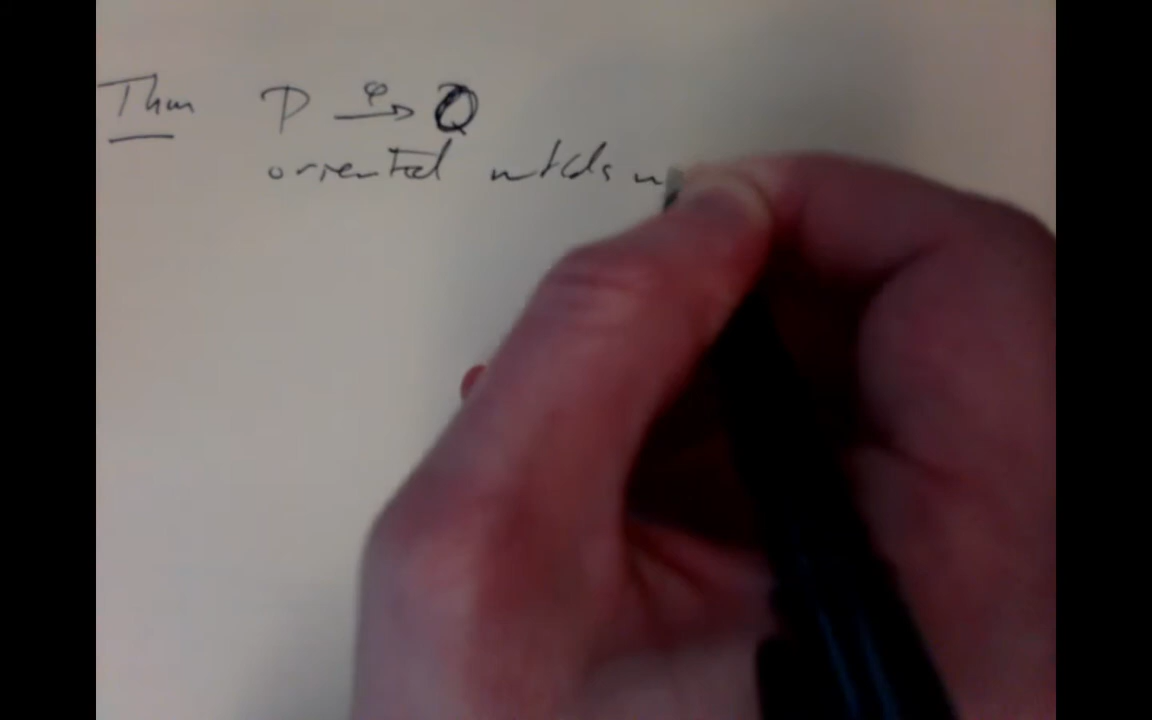 Thm P φ→ Q
oriented mfds